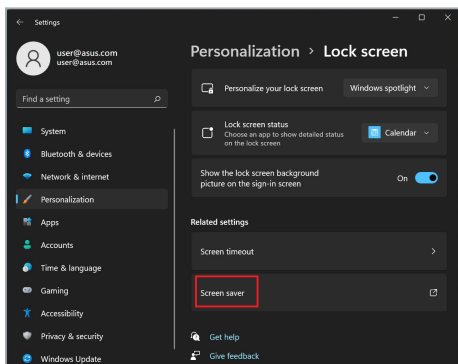 Settings
user@asus.com
user@asus.com
Find a setting
System
Bluetooth & devices
Network & internet
Personalization
Apps
Accounts
Time & language
Gaming
Accessibility
Privacy & security
Windows Update
Personalization > Lock screen
Personalize your lock screen
Windows spotlight
Lock screen status
Choose an app to show detailed status
on the lock screen
Calendar
Show the lock screen background
picture on the sign-in screen
On
Related settings
Screen timeout
Screen saver
Get help
Give feedback